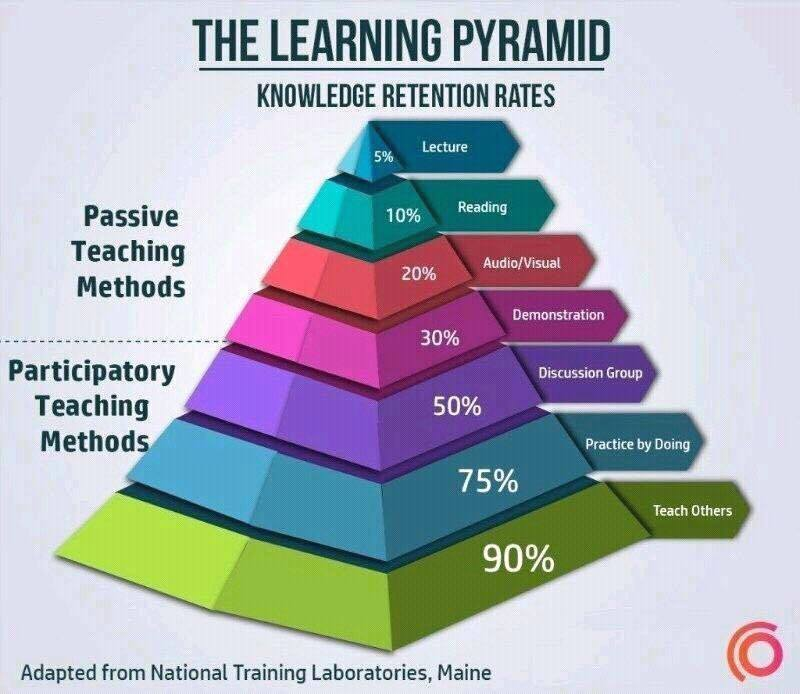 THE LEARNING PYRAMID
KNOWLEDGE RETENTION RATES
5%
Lecture
10%
Reading
20%
Audio/Visual
30%
Demonstration
50%
Discussion Group
75%
Practice by Doing
90%
Teach Others
Passive
Teaching
Methods
Participatory
Teaching
Methods
Adapted from National Training Laboratories, Maine